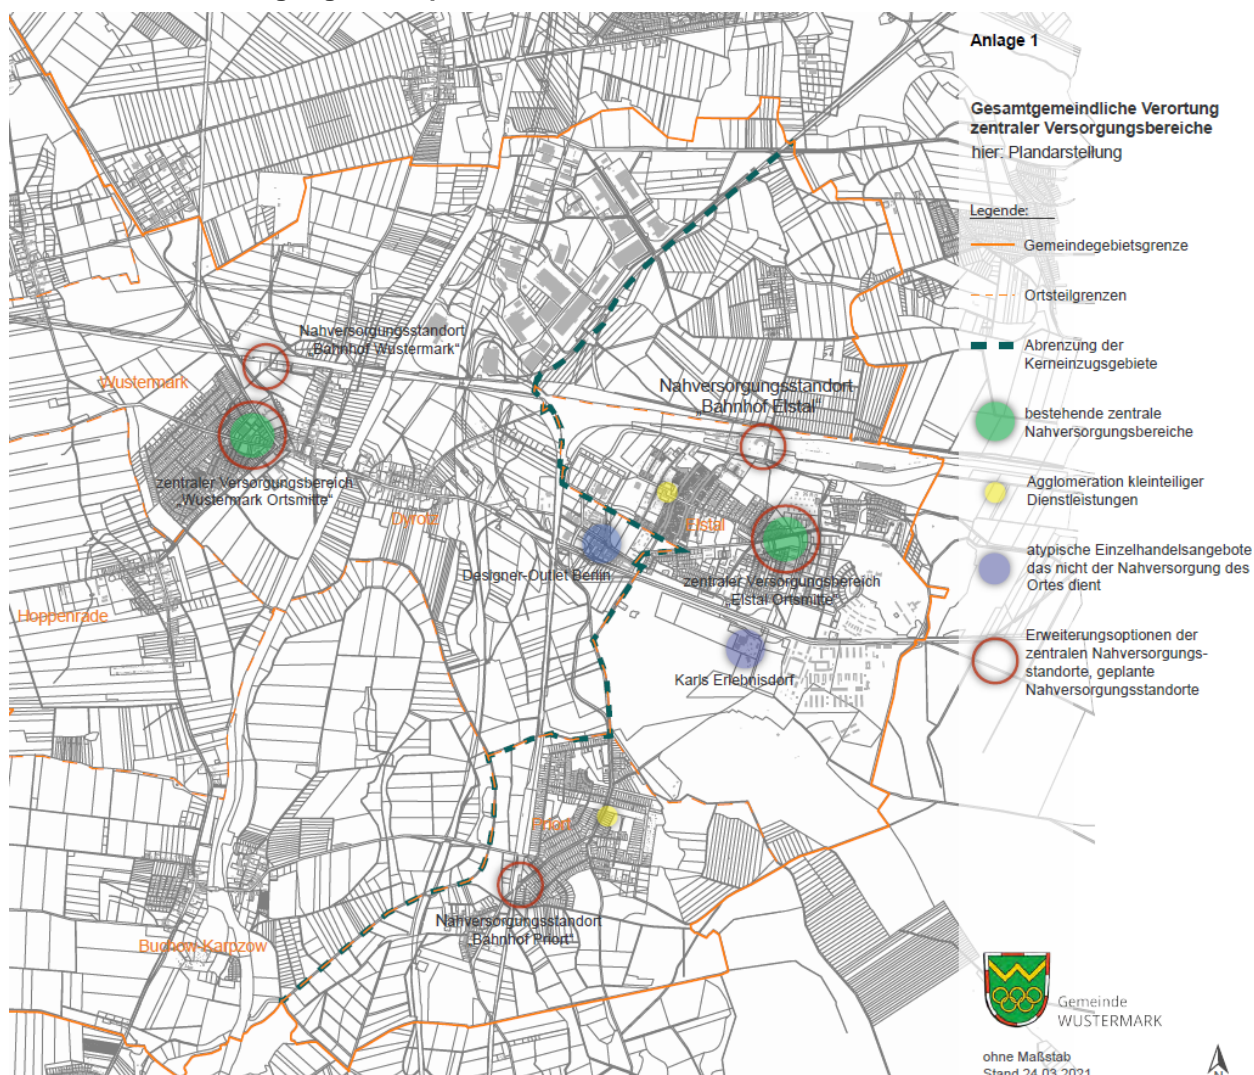 Anlage 1
Gesamtgemeindliche Verortung
zentraler Versorgungsbereiche
hier: Plandarstellung
Legende:
Gemeindegebietsgrenze
Ortsteilgrenzen
Abrenzung der
Kerneinzugsgebiete
bestehende zentrale
Nahversorgungsbereiche
Agglomeration kleinteiliger
Dienstleistungen
atypische Einzelhandelsangebote
das nicht der Nahversorgung des
Ortes dient
Erweiterungsoptionen der
zentralen Nahversorgungs-
standorte, geplante
Nahversorgungsstandorte
Nahversorgungsstandort
„Bahnhof Wustermark“
Wustermark
zentraler Versorgungsbereich
„Wustermark Ortsmitte“
Nahversorgungsstandort
„Bahnhof Elstal“
Dyrotz
Elstal
Designer-Outlet Berlin
zentraler Versorgungsbereich
„Elstal Ortsmitte“
Hoppenrade
Karls Erlebnisdorf
Priort
Nahversorgungsstandort
„Bahnhof Priort“
Buchow-Karpzow
Gemeinde
WUSTERMARK
ohne Maßstab
Stand 24.03.2021
N